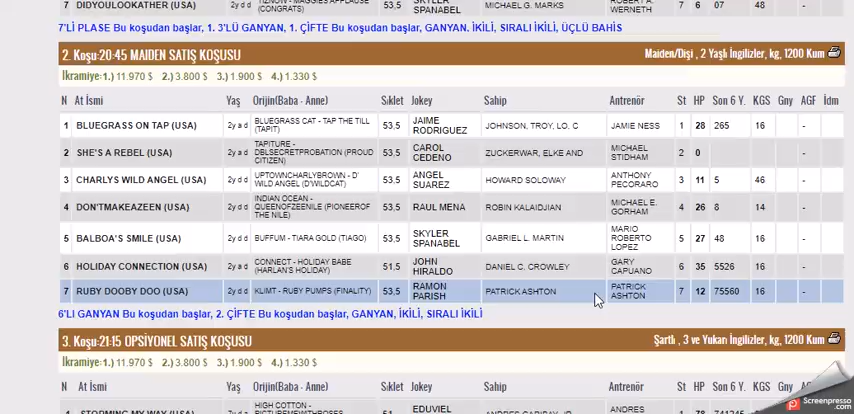 7 DIDYOULOOKATHER (USA) 2y d d TIZNOW - MAGGIES APPLAUSE (CONGRATS) 53,5 SKYLER SPANABEL MICHAEL G. MARKS ROBERT A. WERNETH 7 6 07 48 -
7'Lİ PLASE Bu koşudan başlar, 1. 3'LÜ GANYAN, 1. ÇİFTE Bu koşudan başlar, GANYAN, İKİLİ, SIRALI İKİLİ, ÜÇLÜ BAHİS
2. Koşu:20:45 MAIDEN SATIŞ KOŞUSU Maiden/Dişi , 2 Yaşlı İngilizler, kg, 1200 Kum
İkramiye: 1.) 11.970 $ 2.) 3.800 $ 3.) 1.900 $ 4.) 1.330 $
N At İsmi Yaş Orijin(Baba - Anne) Sıklet Jokey Sahip Antrenör St HP Son 6 Y. KGS Gny AGF İdm
1 BLUEGRASS ON TAP (USA) 2y a d BLUEGRASS CAT - TAP THE TILL (TAPIT) 53,5 JAIME RODRIGUEZ JOHNSON, TROY, LO. C JAMIE NESS 1 28 265 16 -
2 SHE'S A REBEL (USA) 2y a d TAPITURE - DBLSECRETPROBATION (PROUD CITIZEN) 53,5 CAROL CEDENO ZUCKERWAR, ELKE AND MICHAEL STIDHAM 2 0 -
3 CHARLYS WILD ANGEL (USA) 2y d d UPTOWNCHARLYBROWN - D' WILD ANGEL (D'WILDCAT) 53,5 ANGEL SUAREZ HOWARD SOLOWAY ANTHONY PECORARO 3 11 5 46 -
4 DON'TMAKEAZEEN (USA) 2y d d INDIAN OCEAN - QUEENOFZEENILE (PIONEEROF THE NILE) 53,5 RAUL MENA ROBIN KALAIDJIAN MICHAEL E. GORHAM 4 26 8 14 -
5 BALBOA'S SMILE (USA) 2y d d BUFFUM - TIARA GOLD (TIAGO) 53,5 SKYLER SPANABEL GABRIEL L. MARTIN MARIO ROBERTO LOPEZ 5 27 48 16 -
6 HOLIDAY CONNECTION (USA) 2y a d CONNECT - HOLIDAY BABE (HARLAN'S HOLIDAY) 51,5 JOHN HIRALDO DANIEL C. CROWLEY GARY CAPUANO 6 35 5526 16 -
7 RUBY DOOBY DOO (USA) 2y d d KLIMT - RUBY PUMPS (FINALITY) 53,5 RAMON PARISH PATRICK ASHTON PATRICK ASHTON 7 12 75560 16 -
6'LI GANYAN Bu koşudan başlar, 2. ÇİFTE Bu koşudan başlar, GANYAN, İKİLİ, SIRALI İKİLİ
3. Koşu:21:15 OPSİYONEL SATIŞ KOŞUSU Şartlı , 3 ve Yukarı İngilizler, kg, 1200 Kum
İkramiye: 1.) 11.970 $ 2.) 3.800 $ 3.) 1.900 $ 4.) 1.330 $
N At İsmi Yaş Orijin(Baba - Anne) Sıklet Jokey Sahip Antrenör St HP Son 6 Y. KGS Gny
HIGH COTTON - EDUVIEL ANDRES
Screenpresso
.com